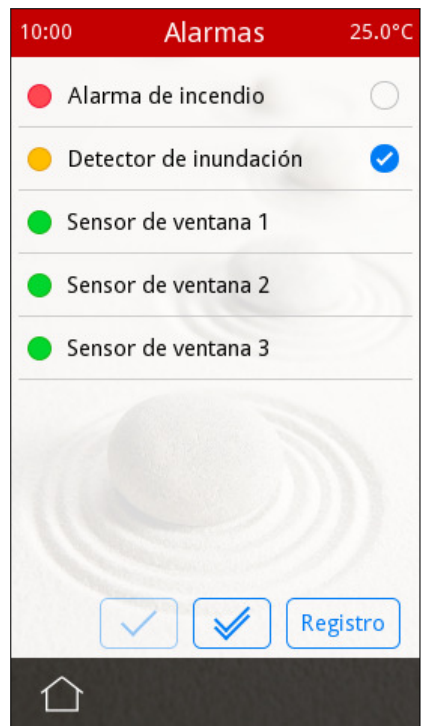 10:00 Alarmas 25.0°C
Alarma de incendio
Detector de inundación
Sensor de ventana 1
Sensor de ventana 2
Sensor de ventana 3
Registro